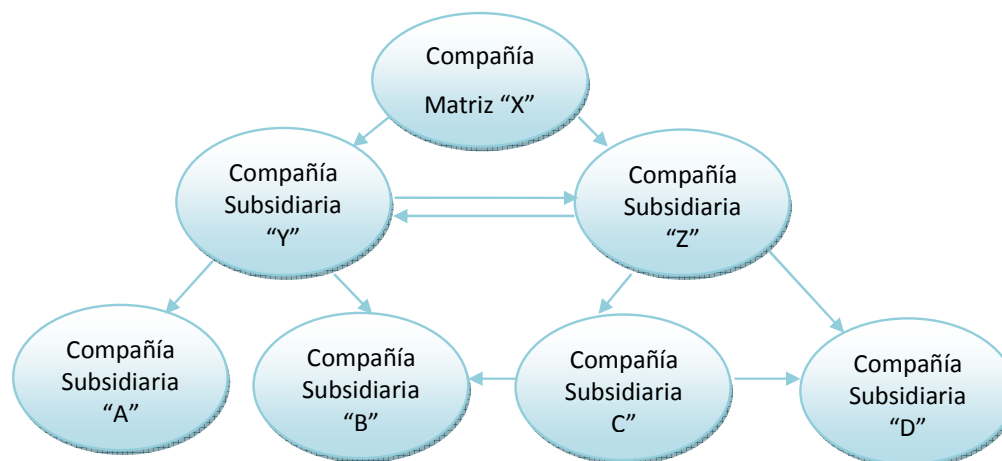 Compañía
Matriz “X”
Compañía
Subsidiaria
“Y”
Compañía
Subsidiaria
“Z”
Compañía
Subsidiaria
“A”
Compañía
Subsidiaria
“B”
Compañía
Subsidiaria
C”
Compañía
Subsidiaria
“D”